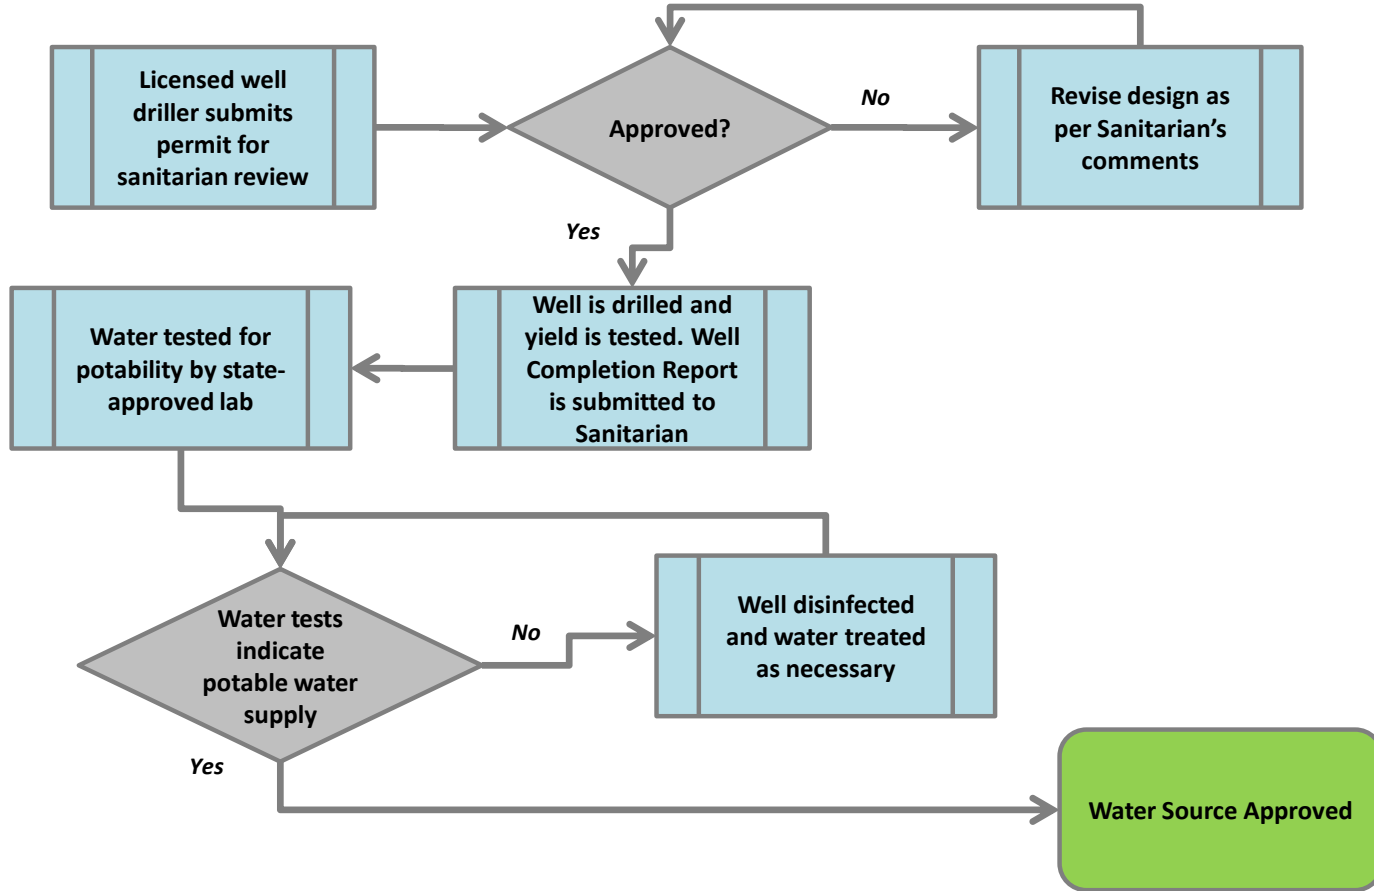 Licensed well
driller submits
permit for
sanitarian review
Approved?
No
Revise design as
per Sanitarian’s
comments
Yes
Well is drilled and
yield is tested. Well
Completion Report
is submitted to
Sanitarian
Water tested for
potability by state-
approved lab
Water tests
indicate
potable water
supply
No
Well disinfected
and water treated
as necessary
Yes
Water Source Approved